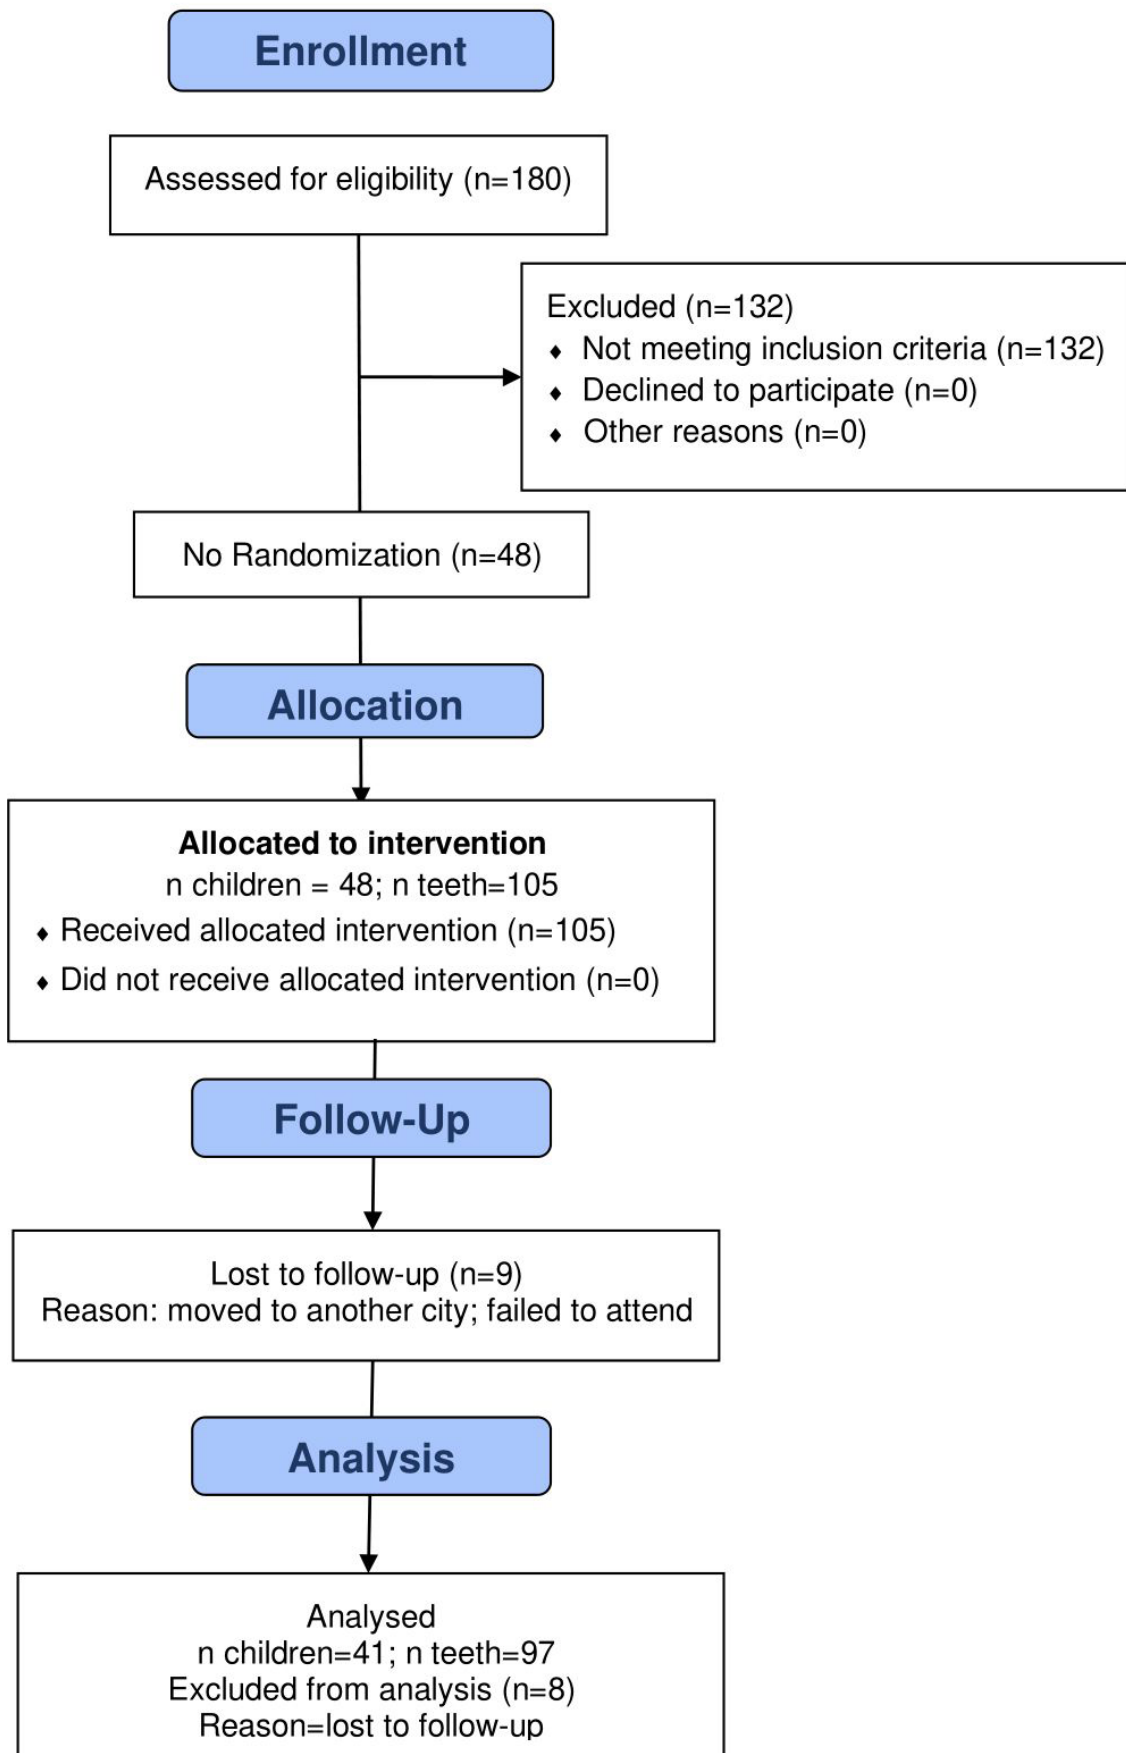 Enrollment
Assessed for eligibility (n=180)
Excluded (n=132)
♦ Not meeting inclusion criteria (n=132)
♦ Declined to participate (n=0)
♦ Other reasons (n=0)
No Randomization (n=48)
Allocation
Allocated to intervention
n children = 48; n teeth=105
♦ Received allocated intervention (n=105)
♦ Did not receive allocated intervention (n=0)
Follow-Up
Lost to follow-up (n=9)
Reason: moved to another city; failed to attend
Analysis
Analysed
n children=41; n teeth=97
Excluded from analysis (n=8)
Reason=lost to follow-up